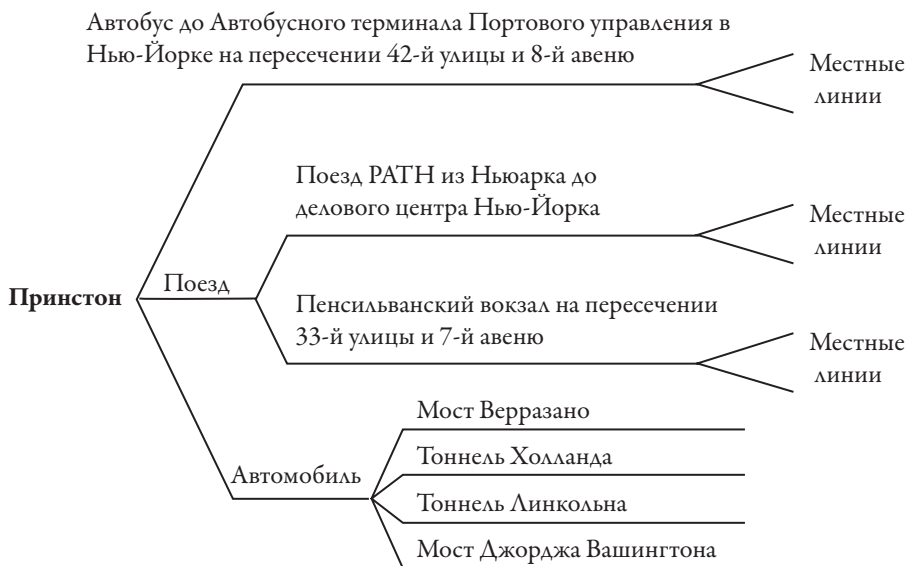 Автобус до Автобусного терминала Портового управления в
Нью-Йорке на пересечении 42-й улицы и 8-й авеню
Местные
линии
Поезд PATH из Ньюарка до
делового центра Нью-Йорка
Местные
линии
Поезд
Принстон
Пенсильванский вокзал на пересечении
33-й улицы и 7-й авеню
Местные
линии
Мост Верразано
Тоннель Холланда
Автомобиль
Тоннель Линкольна
Мост Джорджа Вашингтона